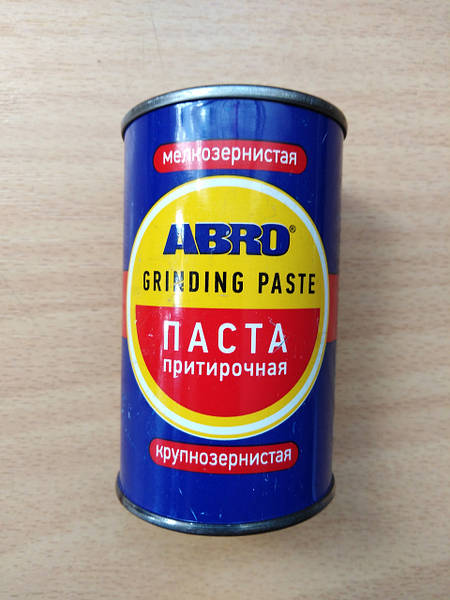 мелкозернистая
ABRO®
GRINDING PASTE
ПАСТА
притирочная
крупнозернистая